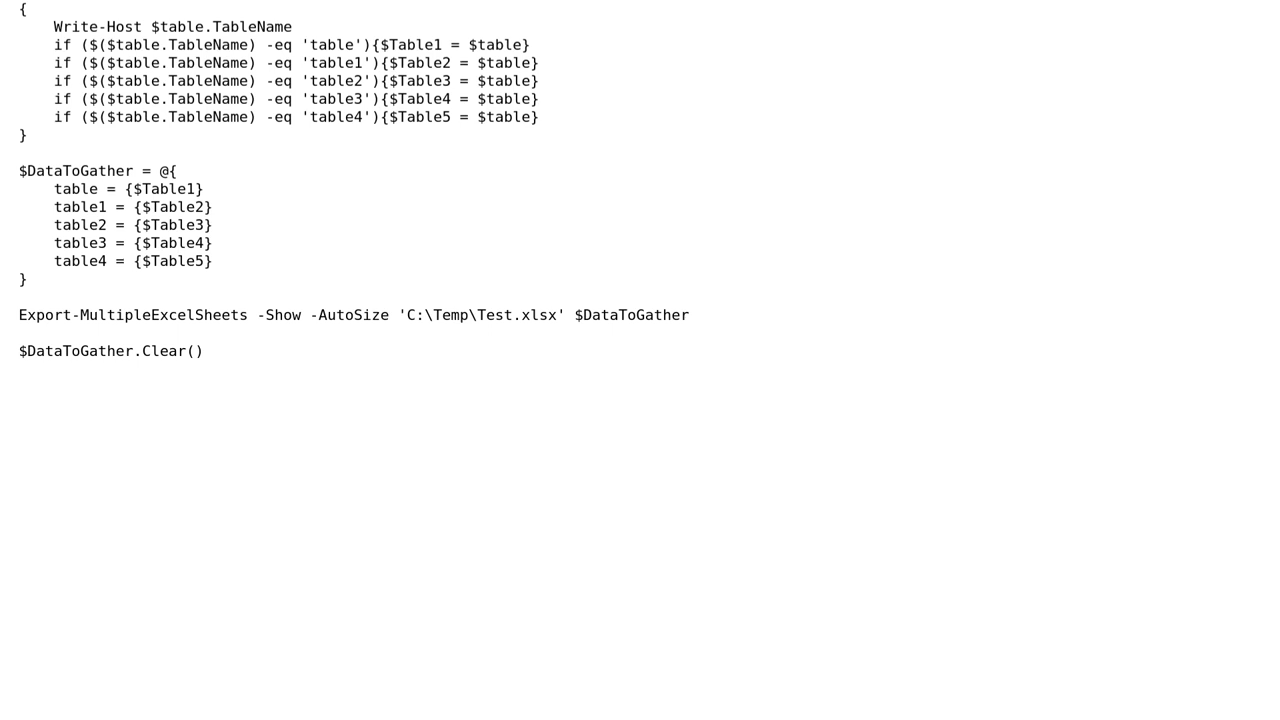 {
    Write-Host $table.TableName
    if ($($table.TableName) -eq 'table'){$Table1 = $table}
    if ($($table.TableName) -eq 'table1'){$Table2 = $table}
    if ($($table.TableName) -eq 'table2'){$Table3 = $table}
    if ($($table.TableName) -eq 'table3'){$Table4 = $table}
    if ($($table.TableName) -eq 'table4'){$Table5 = $table}
}

$DataToGather = @{
    table = {$Table1}
    table1 = {$Table2}
    table2 = {$Table3}
    table3 = {$Table4}
    table4 = {$Table5}
}

Export-MultipleExcelSheets -Show -AutoSize 'C:\Temp\Test.xlsx' $DataToGather

$DataToGather.Clear()